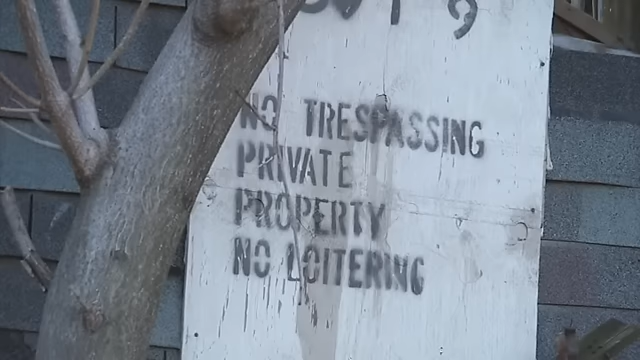 NO TRESPASSING
PRIVATE
PROPERTY
NO LOITERING